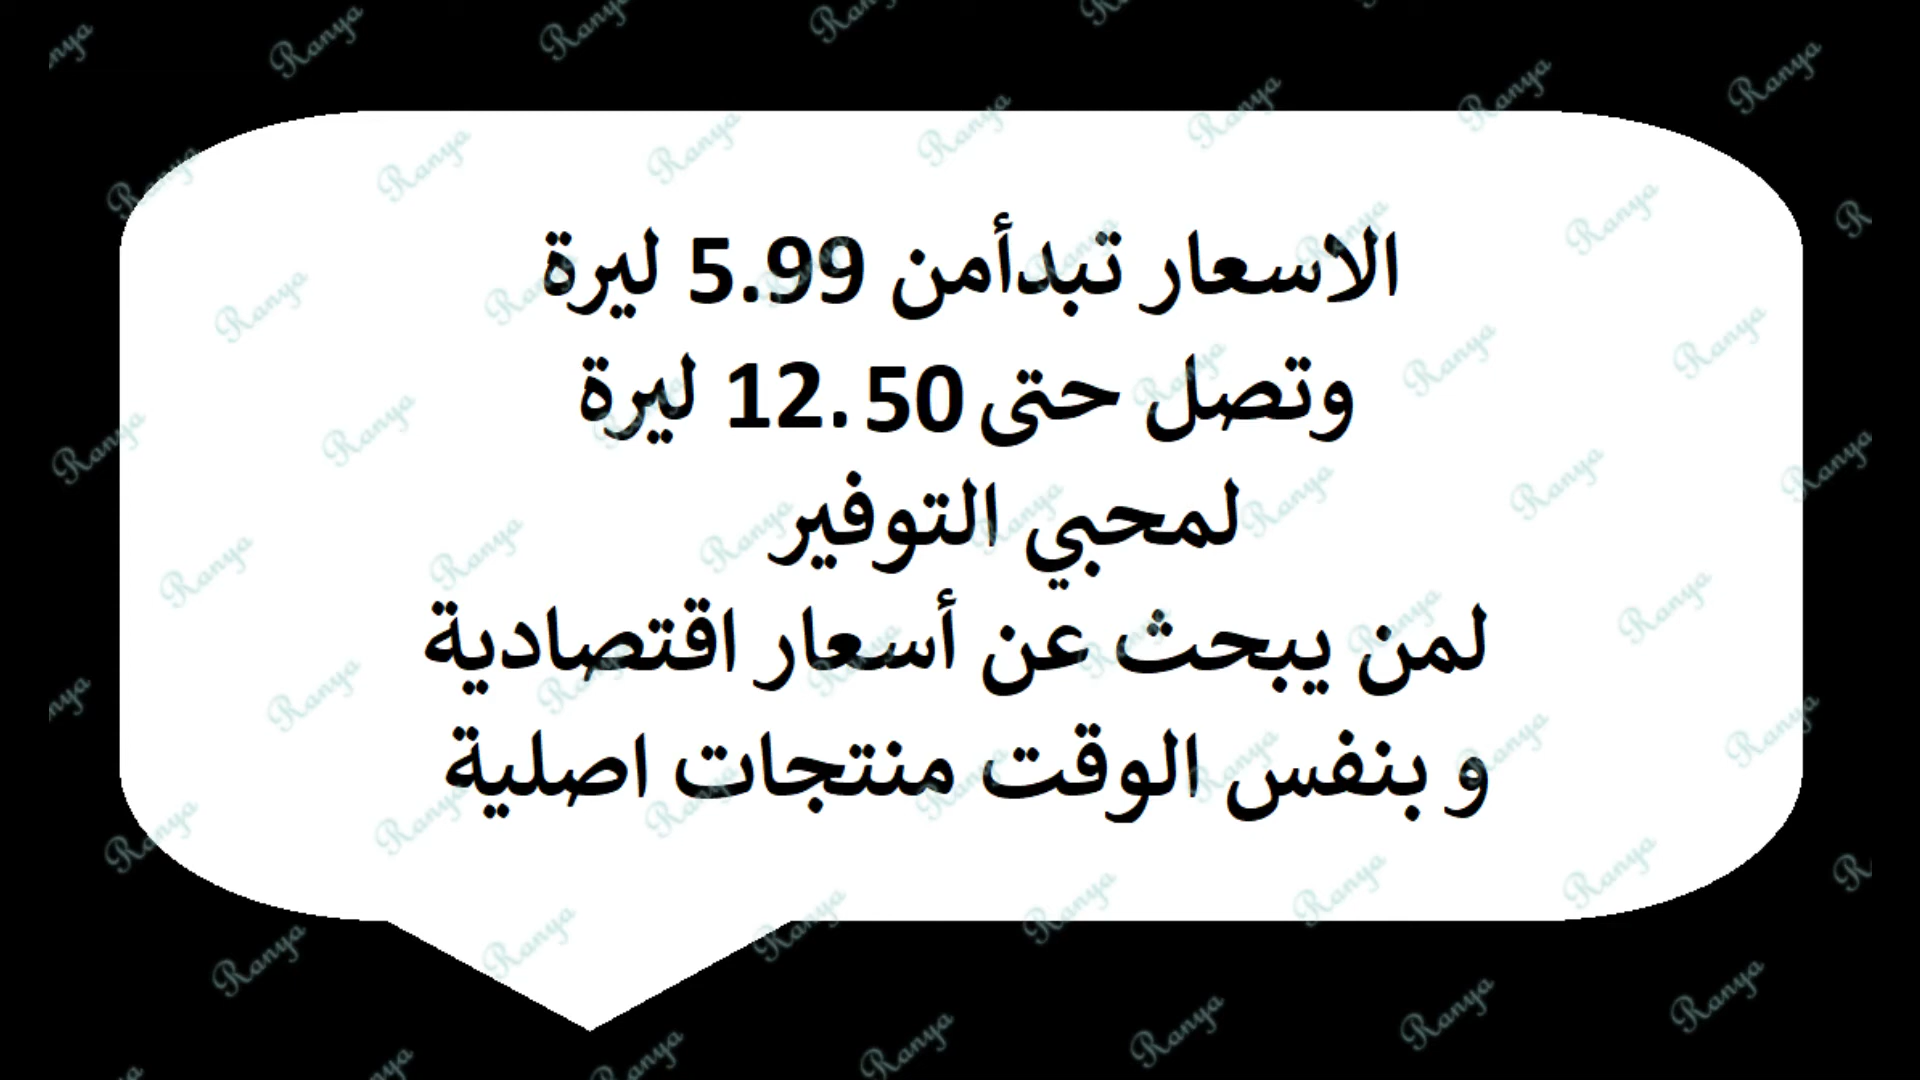 الاسعار تبدأمن 5.99 ليرة
وتصل حتى 12.50 ليرة
لمحبي التوفير
لمن يبحث عن أسعار اقتصادية
و بنفس الوقت منتجات اصلية
Ranya